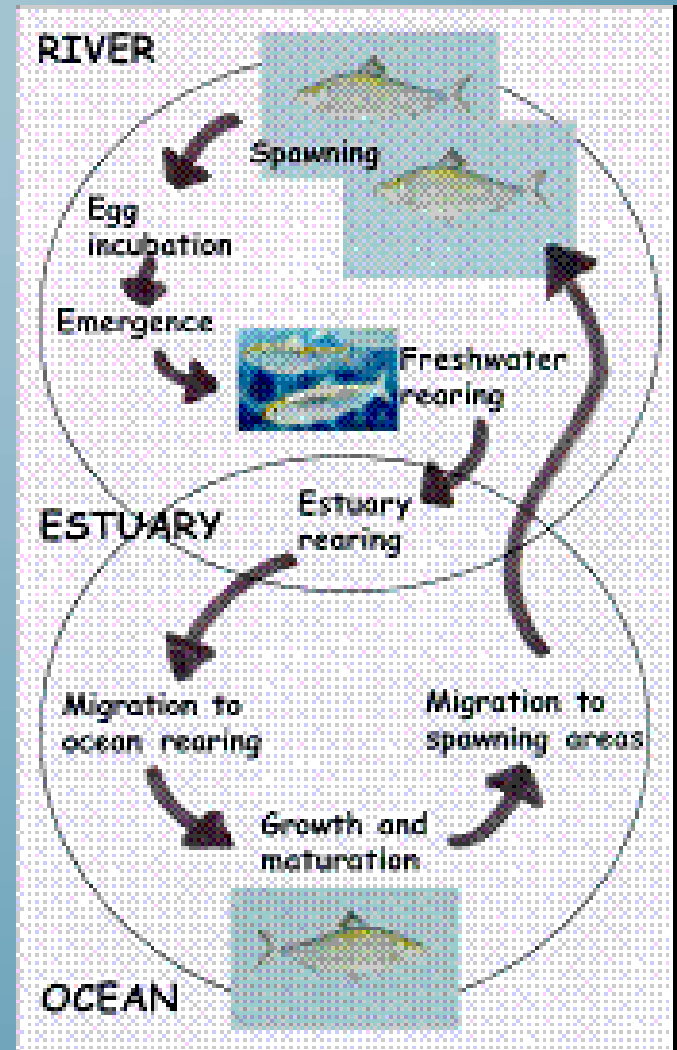 RIVER
Spawning
Egg
incubation
Emergence
Freshwater
rearing
ESTUARY
Estuary
rearing
Migration to
ocean rearing
Migration to
spawning areas
Growth and
maturation
OCEAN